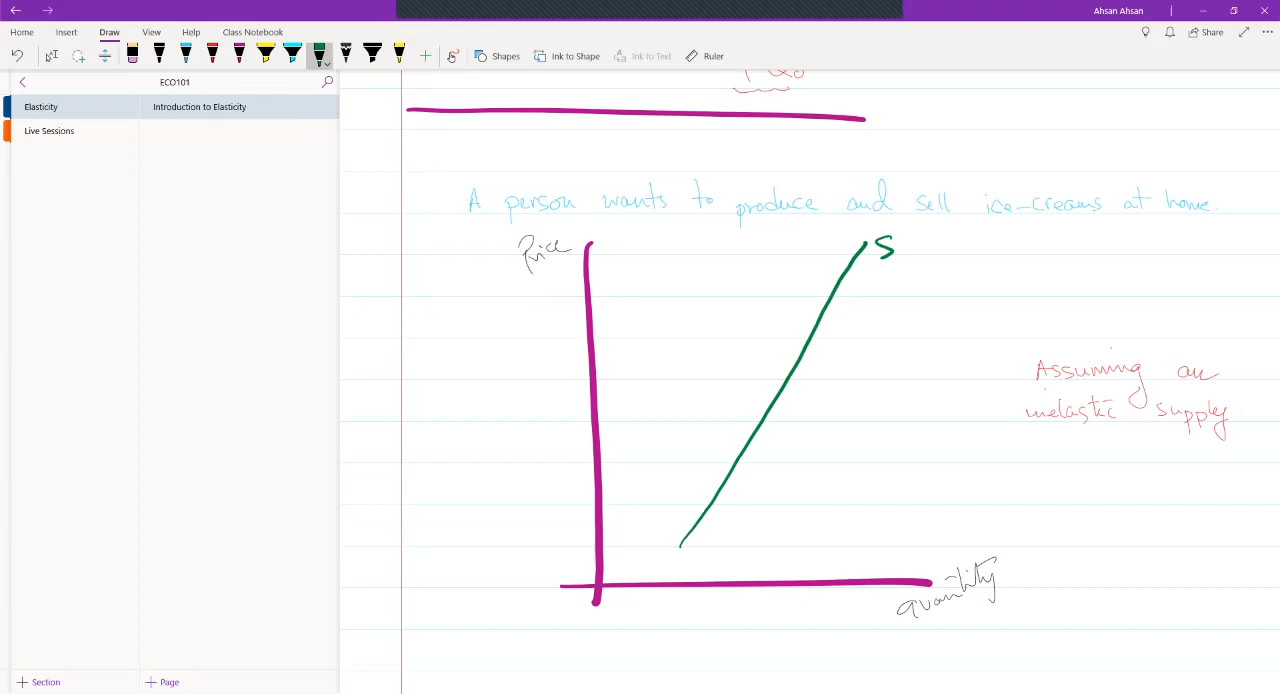 Ahsan Ahsan
Home Insert Draw View Help Class Notebook
Share
Shapes Ink to Shape Ink to Text Ruler
ECO101
Elasticity Introduction to Elasticity
Live Sessions
A person wants to produce and sell ice-creams at home.
Price
S
Assuming an
inelastic supply
quantity
Section Page